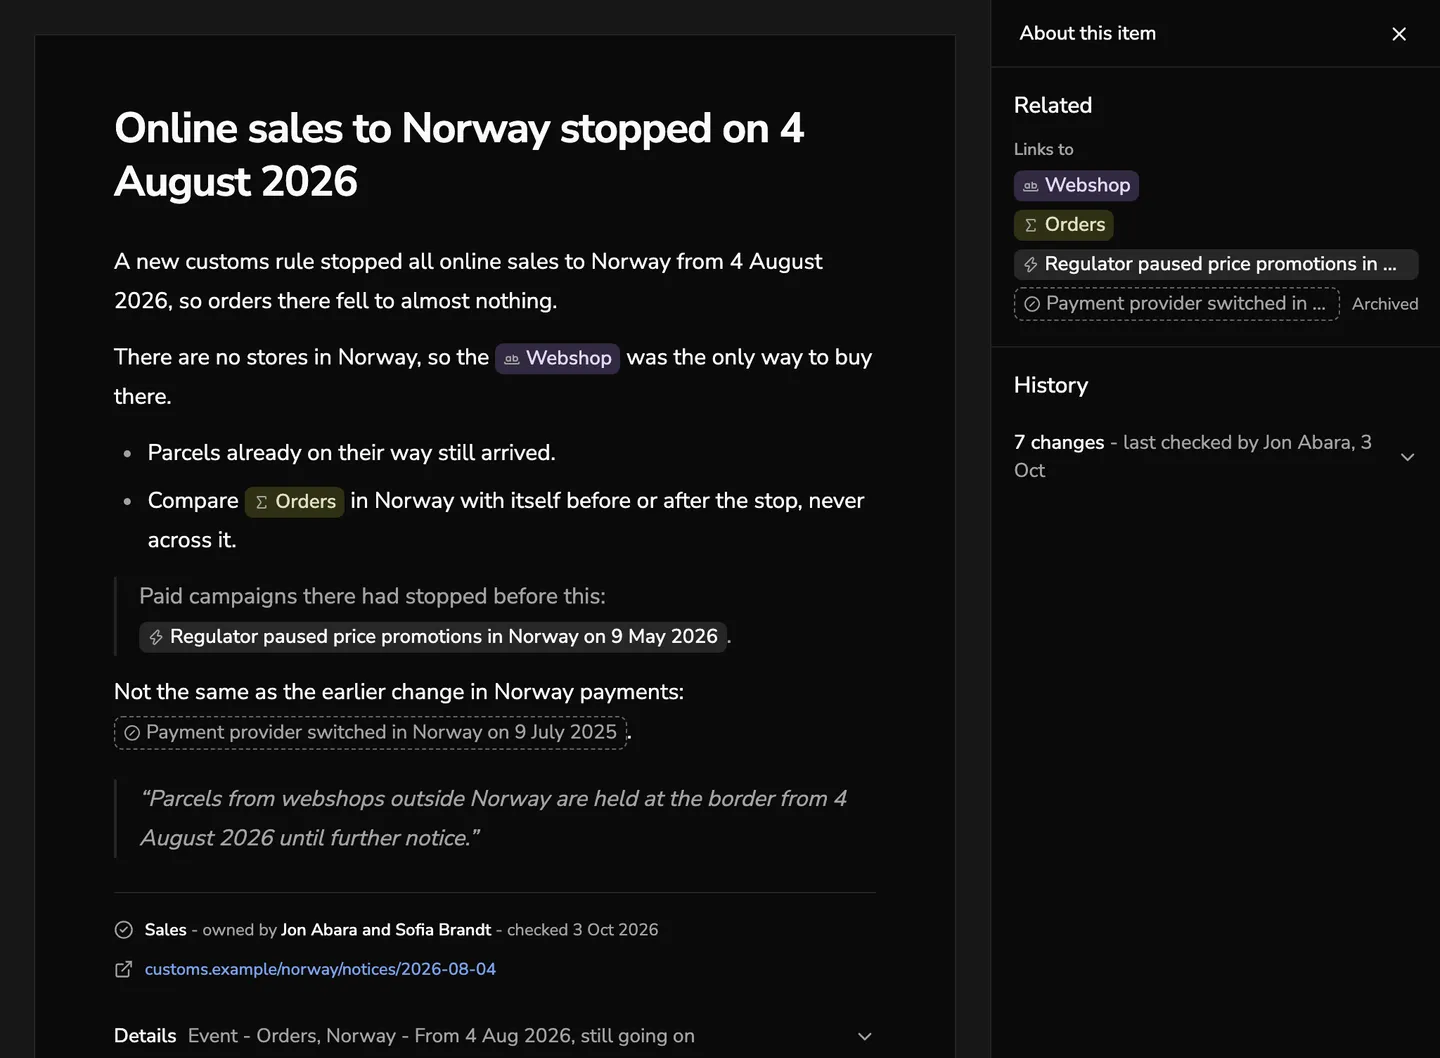 Online sales to Norway stopped on 4
August 2026
A new customs rule stopped all online sales to Norway from 4 August
2026, so orders there fell to almost nothing.
There are no stores in Norway, so the ab Webshop was the only way to buy
there.
• Parcels already on their way still arrived.
• Compare Σ Orders in Norway with itself before or after the stop, never
across it.
Paid campaigns there had stopped before this:
Regulator paused price promotions in Norway on 9 May 2026.
Not the same as the earlier change in Norway payments:
Payment provider switched in Norway on 9 July 2025.
“Parcels from webshops outside Norway are held at the border from 4
August 2026 until further notice.”
Sales - owned by Jon Abara and Sofia Brandt - checked 3 Oct 2026
customs.example/norway/notices/2026-08-04
Details Event - Orders, Norway - From 4 Aug 2026, still going on
About this item
Related
Links to
ab Webshop
Σ Orders
Regulator paused price promotions in ...
Payment provider switched in ... Archived
History
7 changes - last checked by Jon Abara, 3
Oct